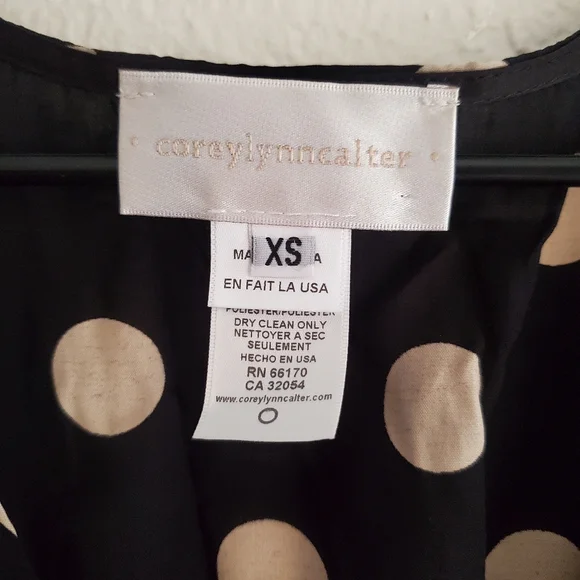 coreylynncalter
XS
MA A
EN FAIT LA USA
POLIESTER/POLIESTER
DRY CLEAN ONLY
NETTOYER A SEC
SEULEMENT
HECHO EN USA
RN 66170
CA 32054
www.coreylynncalter.com